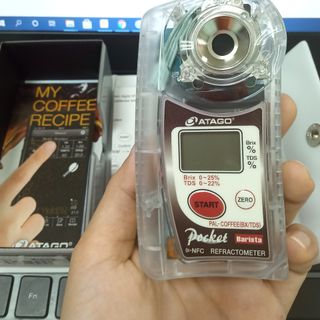 MY
COFFEE
RECIPE
ATAGO
ATAGO
Brix
%
TDS
%
Brix 0~25%
TDS 0~22%
START
ZERO
PAL-COFFEE(BX/TDS)
Pocket
Barista
NFC
REFRACTOMETER
Fn